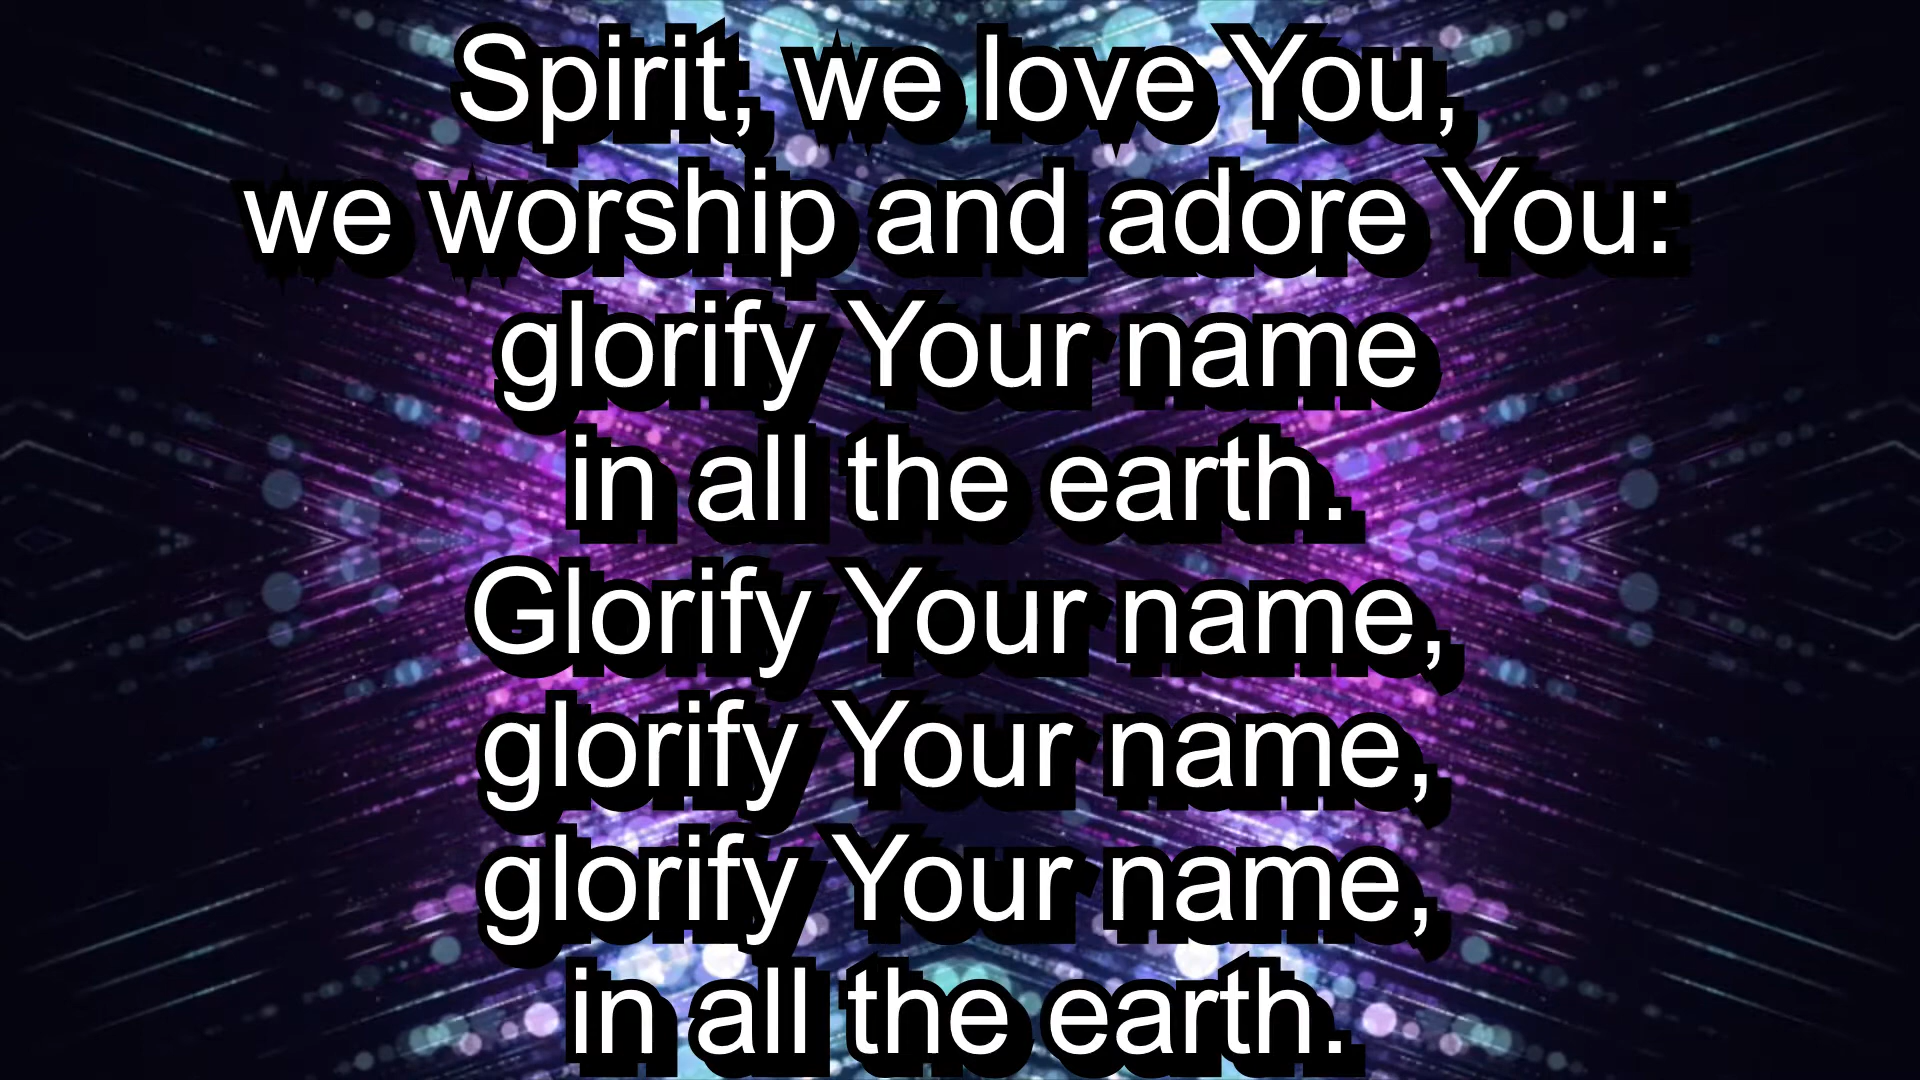 Spirit, we love You,
we worship and adore You:
glorify Your name
in all the earth.
Glorify Your name,
glorify Your name,
glorify Your name,
in all the earth.